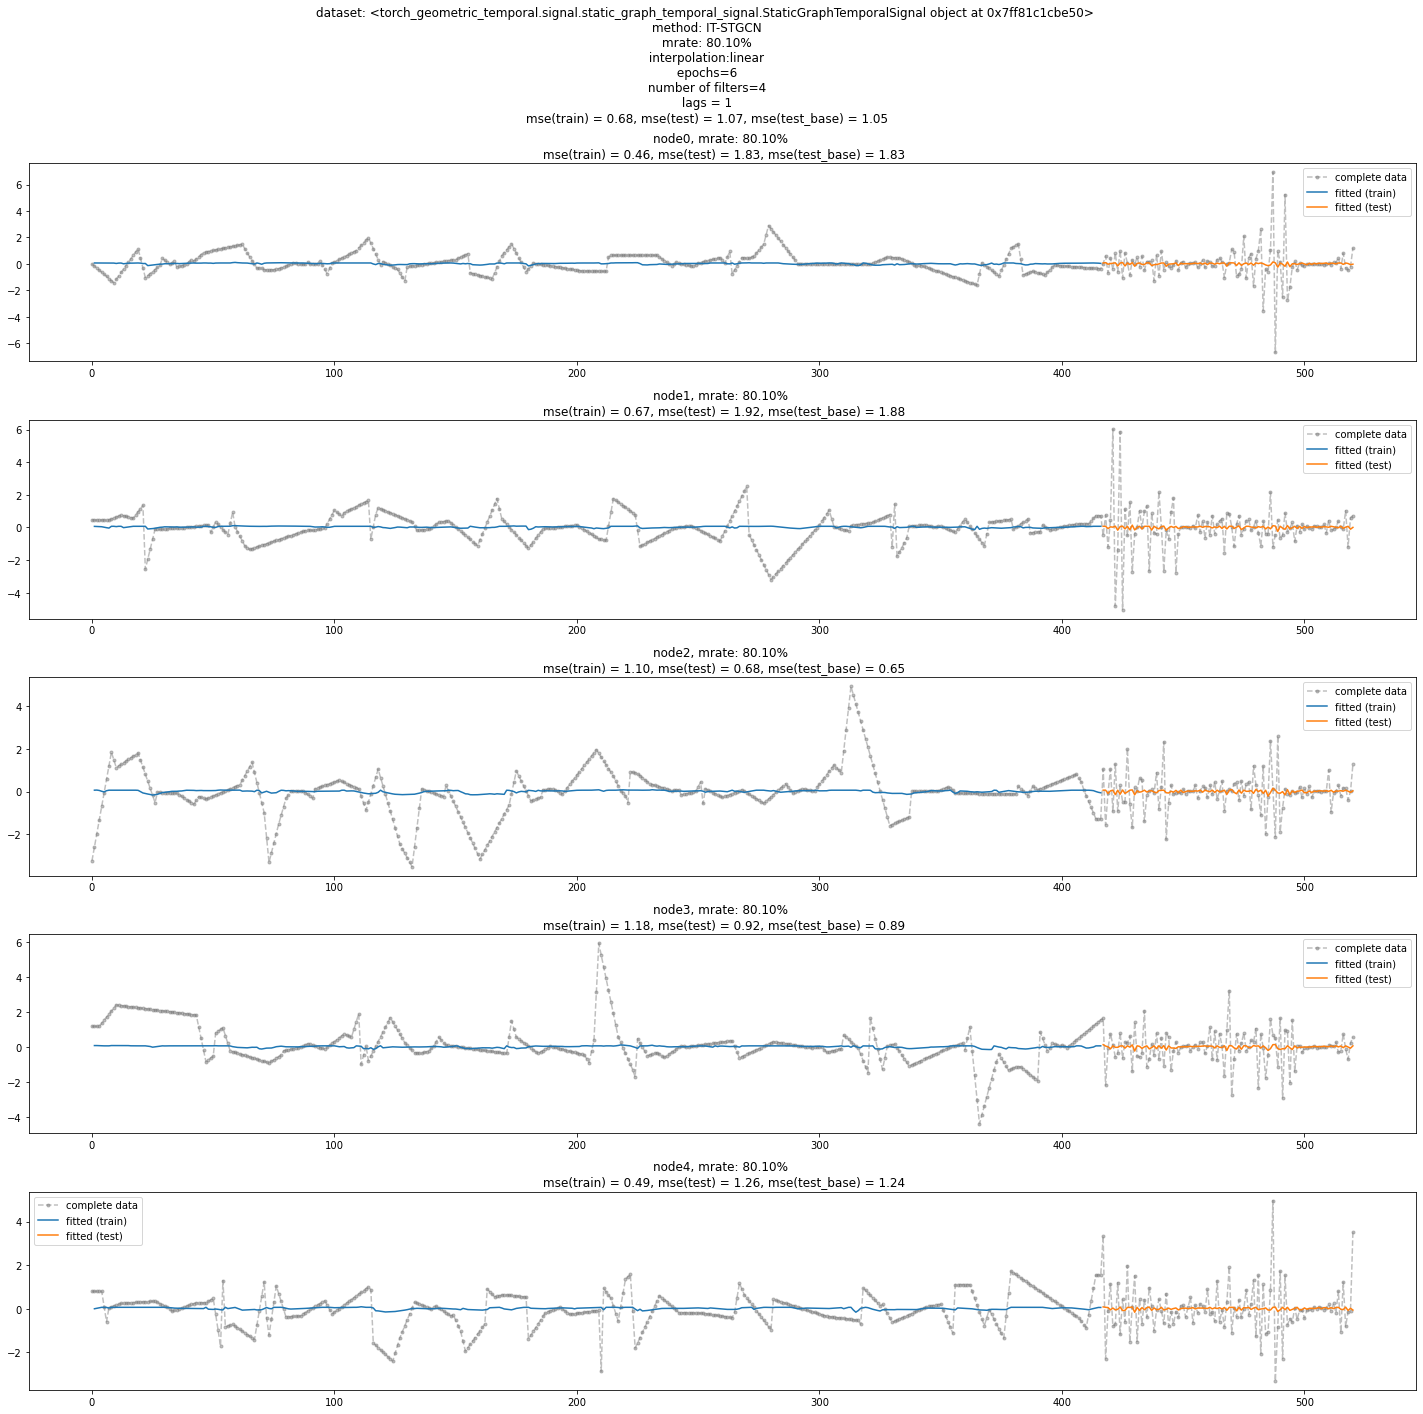 dataset: <torch_geometric_temporal.signal.static_graph_temporal_signal.StaticGraphTemporalSignal object at 0x7ff81c1cbe50>
method: IT-STGCN
mrate: 80.10%
interpolation:linear
epochs=6
number of filters=4
lags = 1
mse(train) = 0.68, mse(test) = 1.07, mse(test_base) = 1.05
node0, mrate: 80.10%
mse(train) = 0.46, mse(test) = 1.83, mse(test_base) = 1.83
complete data
fitted (train)
fitted (test)
6
4
2
0
−2
−4
−6
0 100 200 300 400 500
node1, mrate: 80.10%
mse(train) = 0.67, mse(test) = 1.92, mse(test_base) = 1.88
complete data
fitted (train)
fitted (test)
6
4
2
0
−2
−4
0 100 200 300 400 500
node2, mrate: 80.10%
mse(train) = 1.10, mse(test) = 0.68, mse(test_base) = 0.65
complete data
fitted (train)
fitted (test)
4
2
0
−2
0 100 200 300 400 500
node3, mrate: 80.10%
mse(train) = 1.18, mse(test) = 0.92, mse(test_base) = 0.89
complete data
fitted (train)
fitted (test)
6
4
2
0
−2
−4
0 100 200 300 400 500
node4, mrate: 80.10%
mse(train) = 0.49, mse(test) = 1.26, mse(test_base) = 1.24
complete data
fitted (train)
fitted (test)
4
2
0
−2
0 100 200 300 400 500